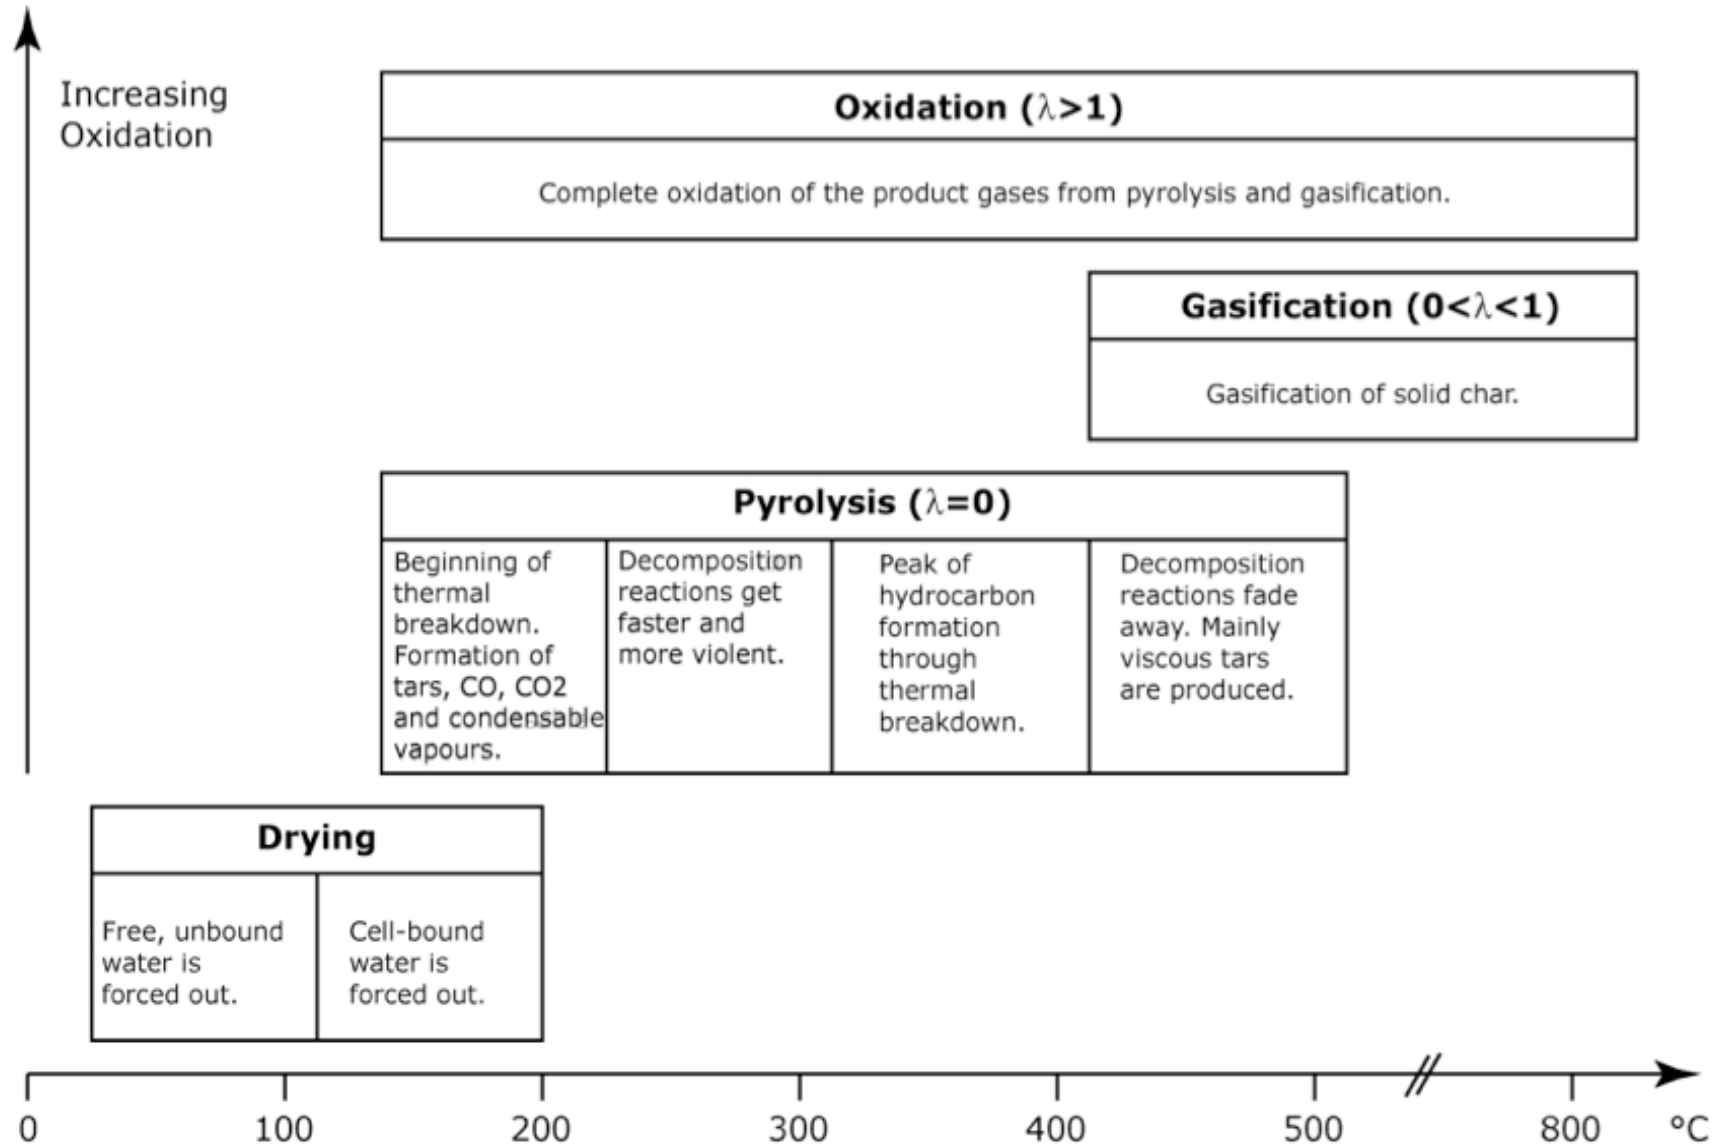 Increasing
Oxidation
Oxidation (λ>1)
Complete oxidation of the product gases from pyrolysis and gasification.
Gasification (0<λ<1)
Gasification of solid char.
Pyrolysis (λ=0)
Beginning of
thermal
breakdown.
Formation of
tars, CO, CO2
and condensable
vapours.
Decomposition
reactions get
faster and
more violent.
Peak of
hydrocarbon
formation
through
thermal
breakdown.
Decomposition
reactions fade
away. Mainly
viscous tars
are produced.
Drying
Free, unbound
water is
forced out.
Cell-bound
water is
forced out.
0 100 200 300 400 500 800 °C